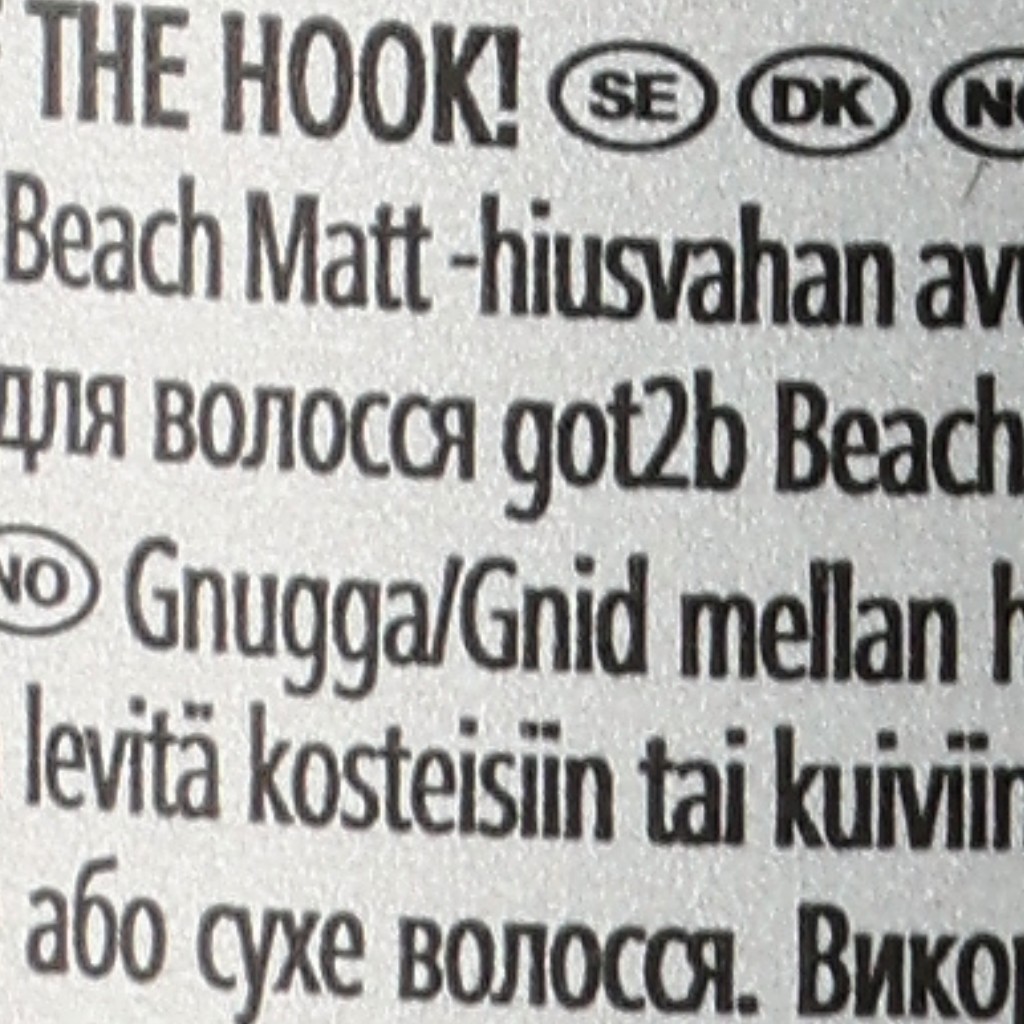 THE HOOK! SE DK
Beach Matt -hiusvahan
для волосся got2b Beach
NO Gnugga/Gnid mellan
levitä kosteisiin tai
або сухе волосся.